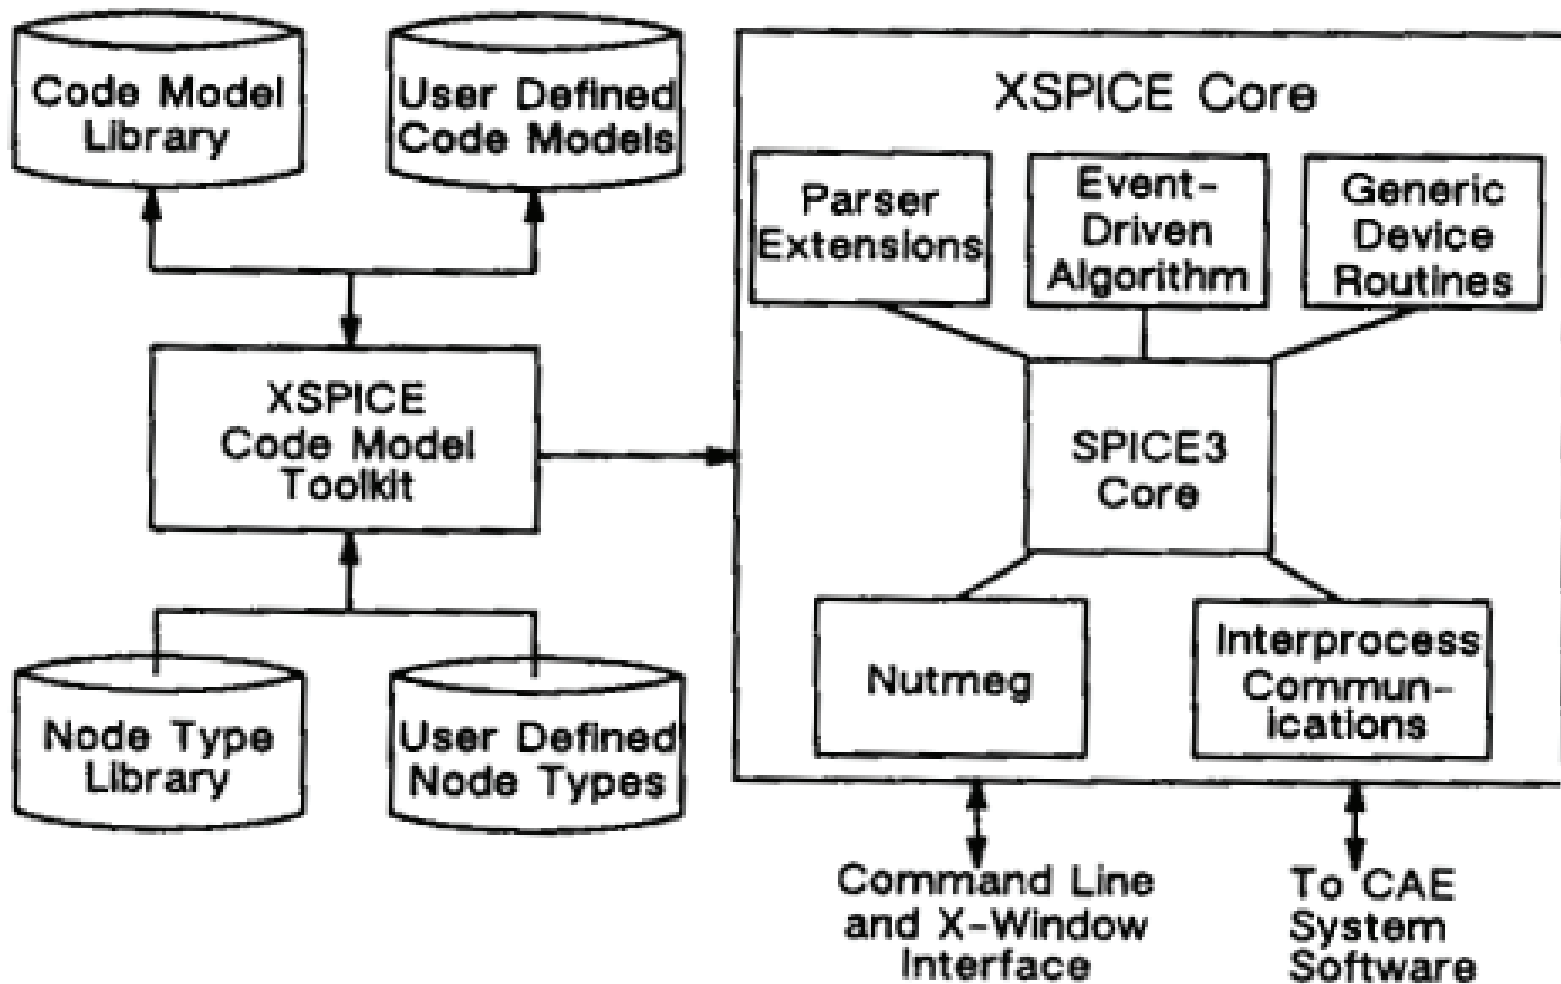 Code Model
Library
User Defined
Code Models
XSPICE Core
Parser
Extensions
Event-
Driven
Algorithm
Generic
Device
Routines
XSPICE
Code Model
Toolkit
SPICE3
Core
Node Type
Library
User Defined
Node Types
Nutmeg
Interprocess
Commun-
ications
Command Line
and X-Window
Interface
To CAE
System
Software